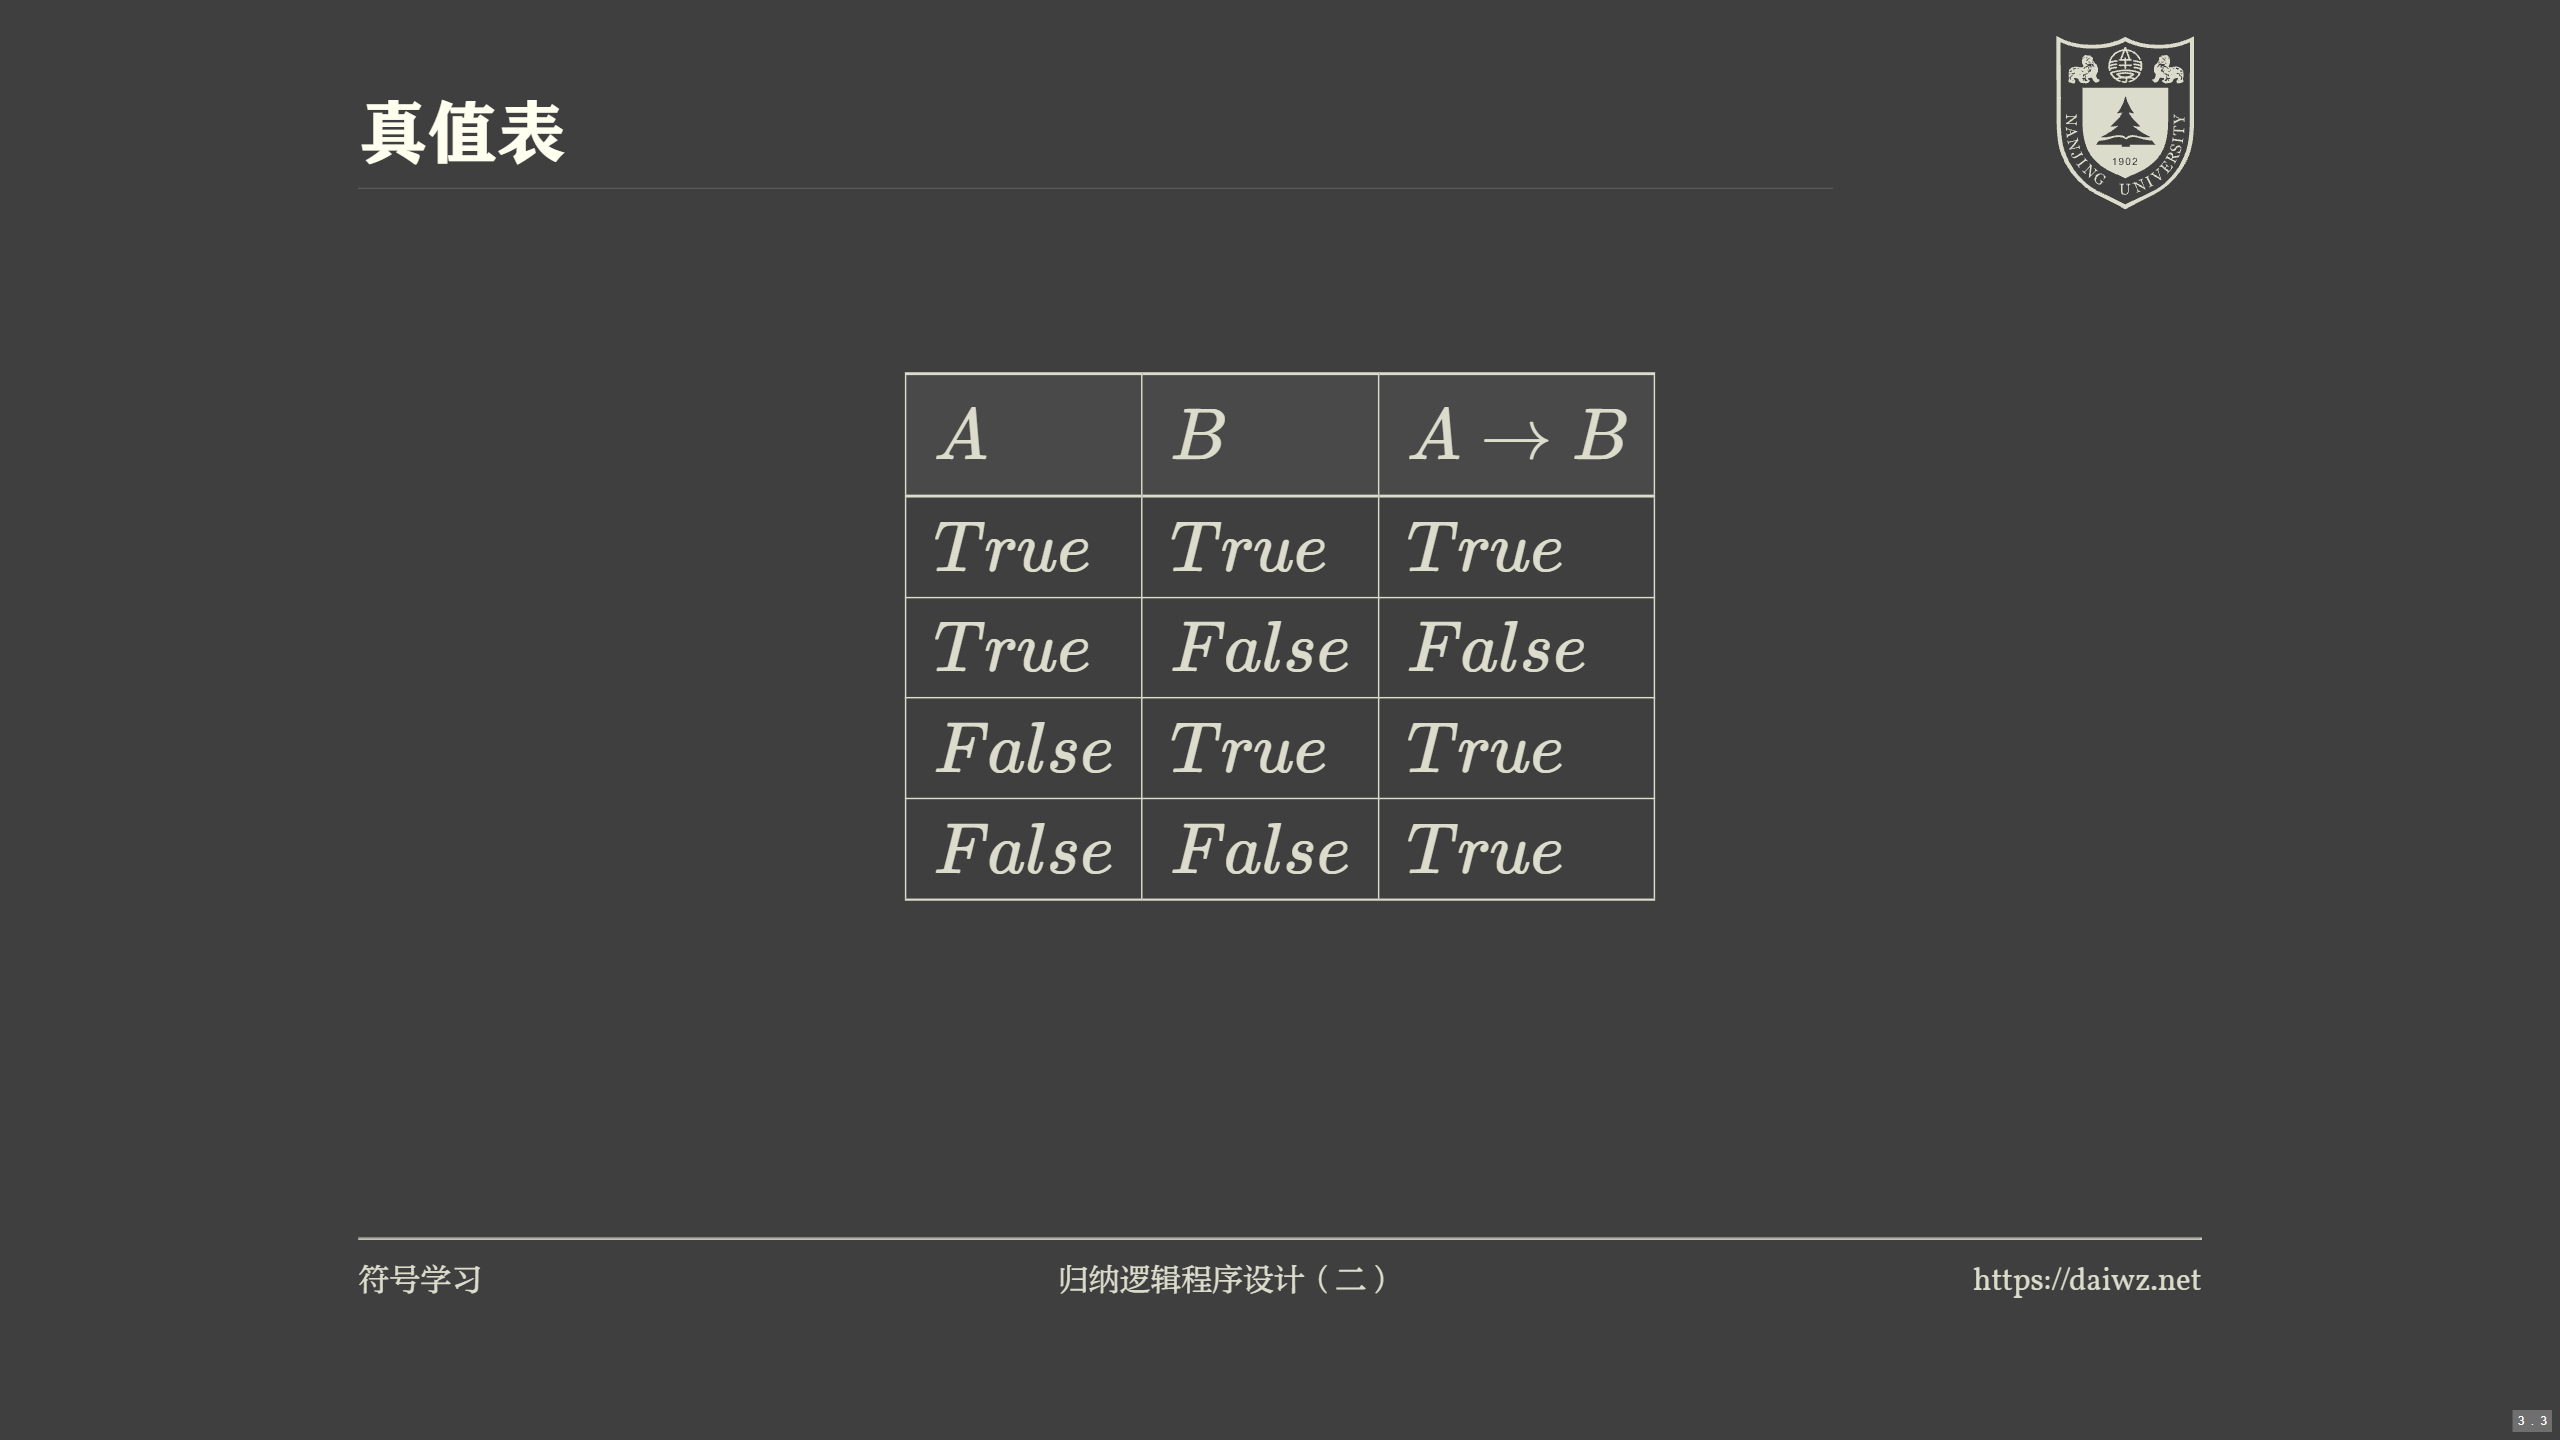 真值表
NANJING UNIVERSITY
1902
A B A → B
True True True
True False False
False True True
False False True
符号学习 归纳逻辑程序设计（二） https://daiwz.net
3 . 3